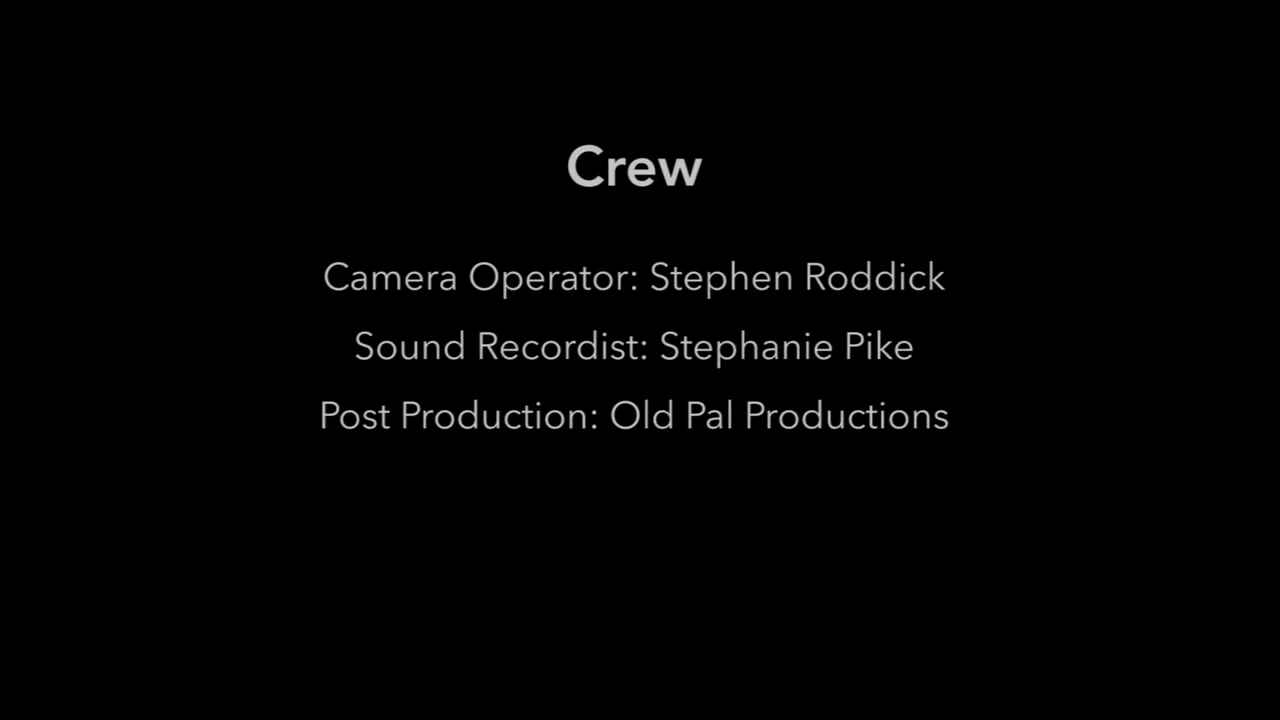 Crew
Camera Operator: Stephen Roddick
Sound Recordist: Stephanie Pike
Post Production: Old Pal Productions